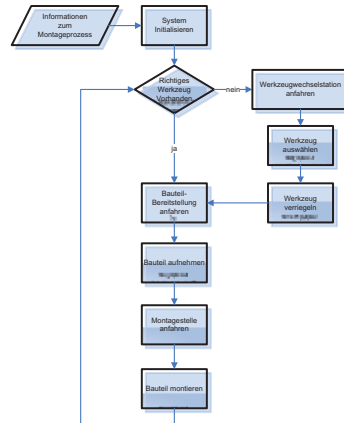 Informationen
zum
Montageprozess
System
Initialisieren
Richtiges
Werkzeug
Vorhanden
nein
Werkzeugwechselstation
anfahren
Werkzeug
auswählen
ja
Bauteil-
Bereitstellung
anfahren
Werkzeug
verriegeln
Bauteil aufnehmen
Montagestelle
anfahren
Bauteil montieren